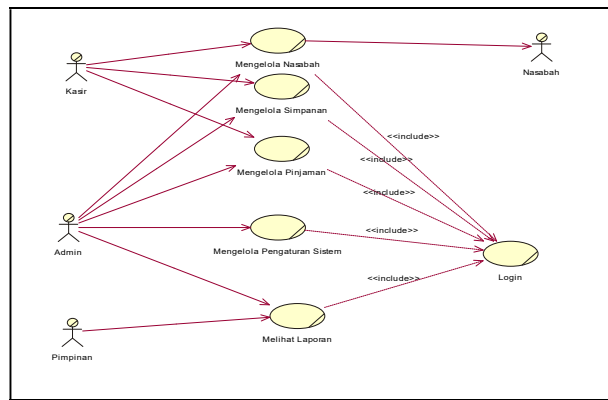 Mengelola Nasabah
Kasir
Nasabah
Mengelola Simpanan
<<include>>
<<include>>
Mengelola Pinjaman
<<include>>
<<include>>
Admin
Mengelola Pengaturan Sistem
<<include>>
Login
Melihat Laporan
Pimpinan